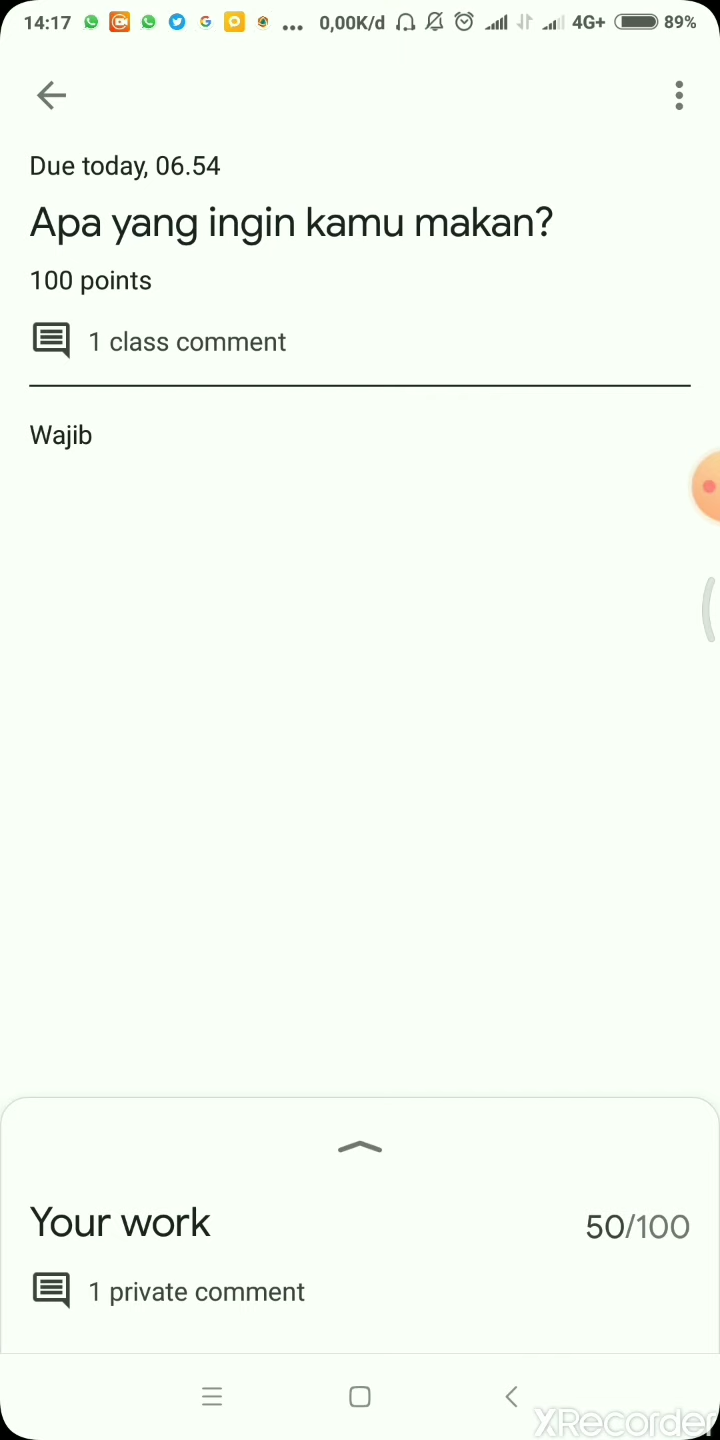 14:17 ... 0,00K/d 4G+ 89%
Due today, 06.54
Apa yang ingin kamu makan?
100 points
1 class comment
Wajib
Your work 50/100
1 private comment
XRecorder